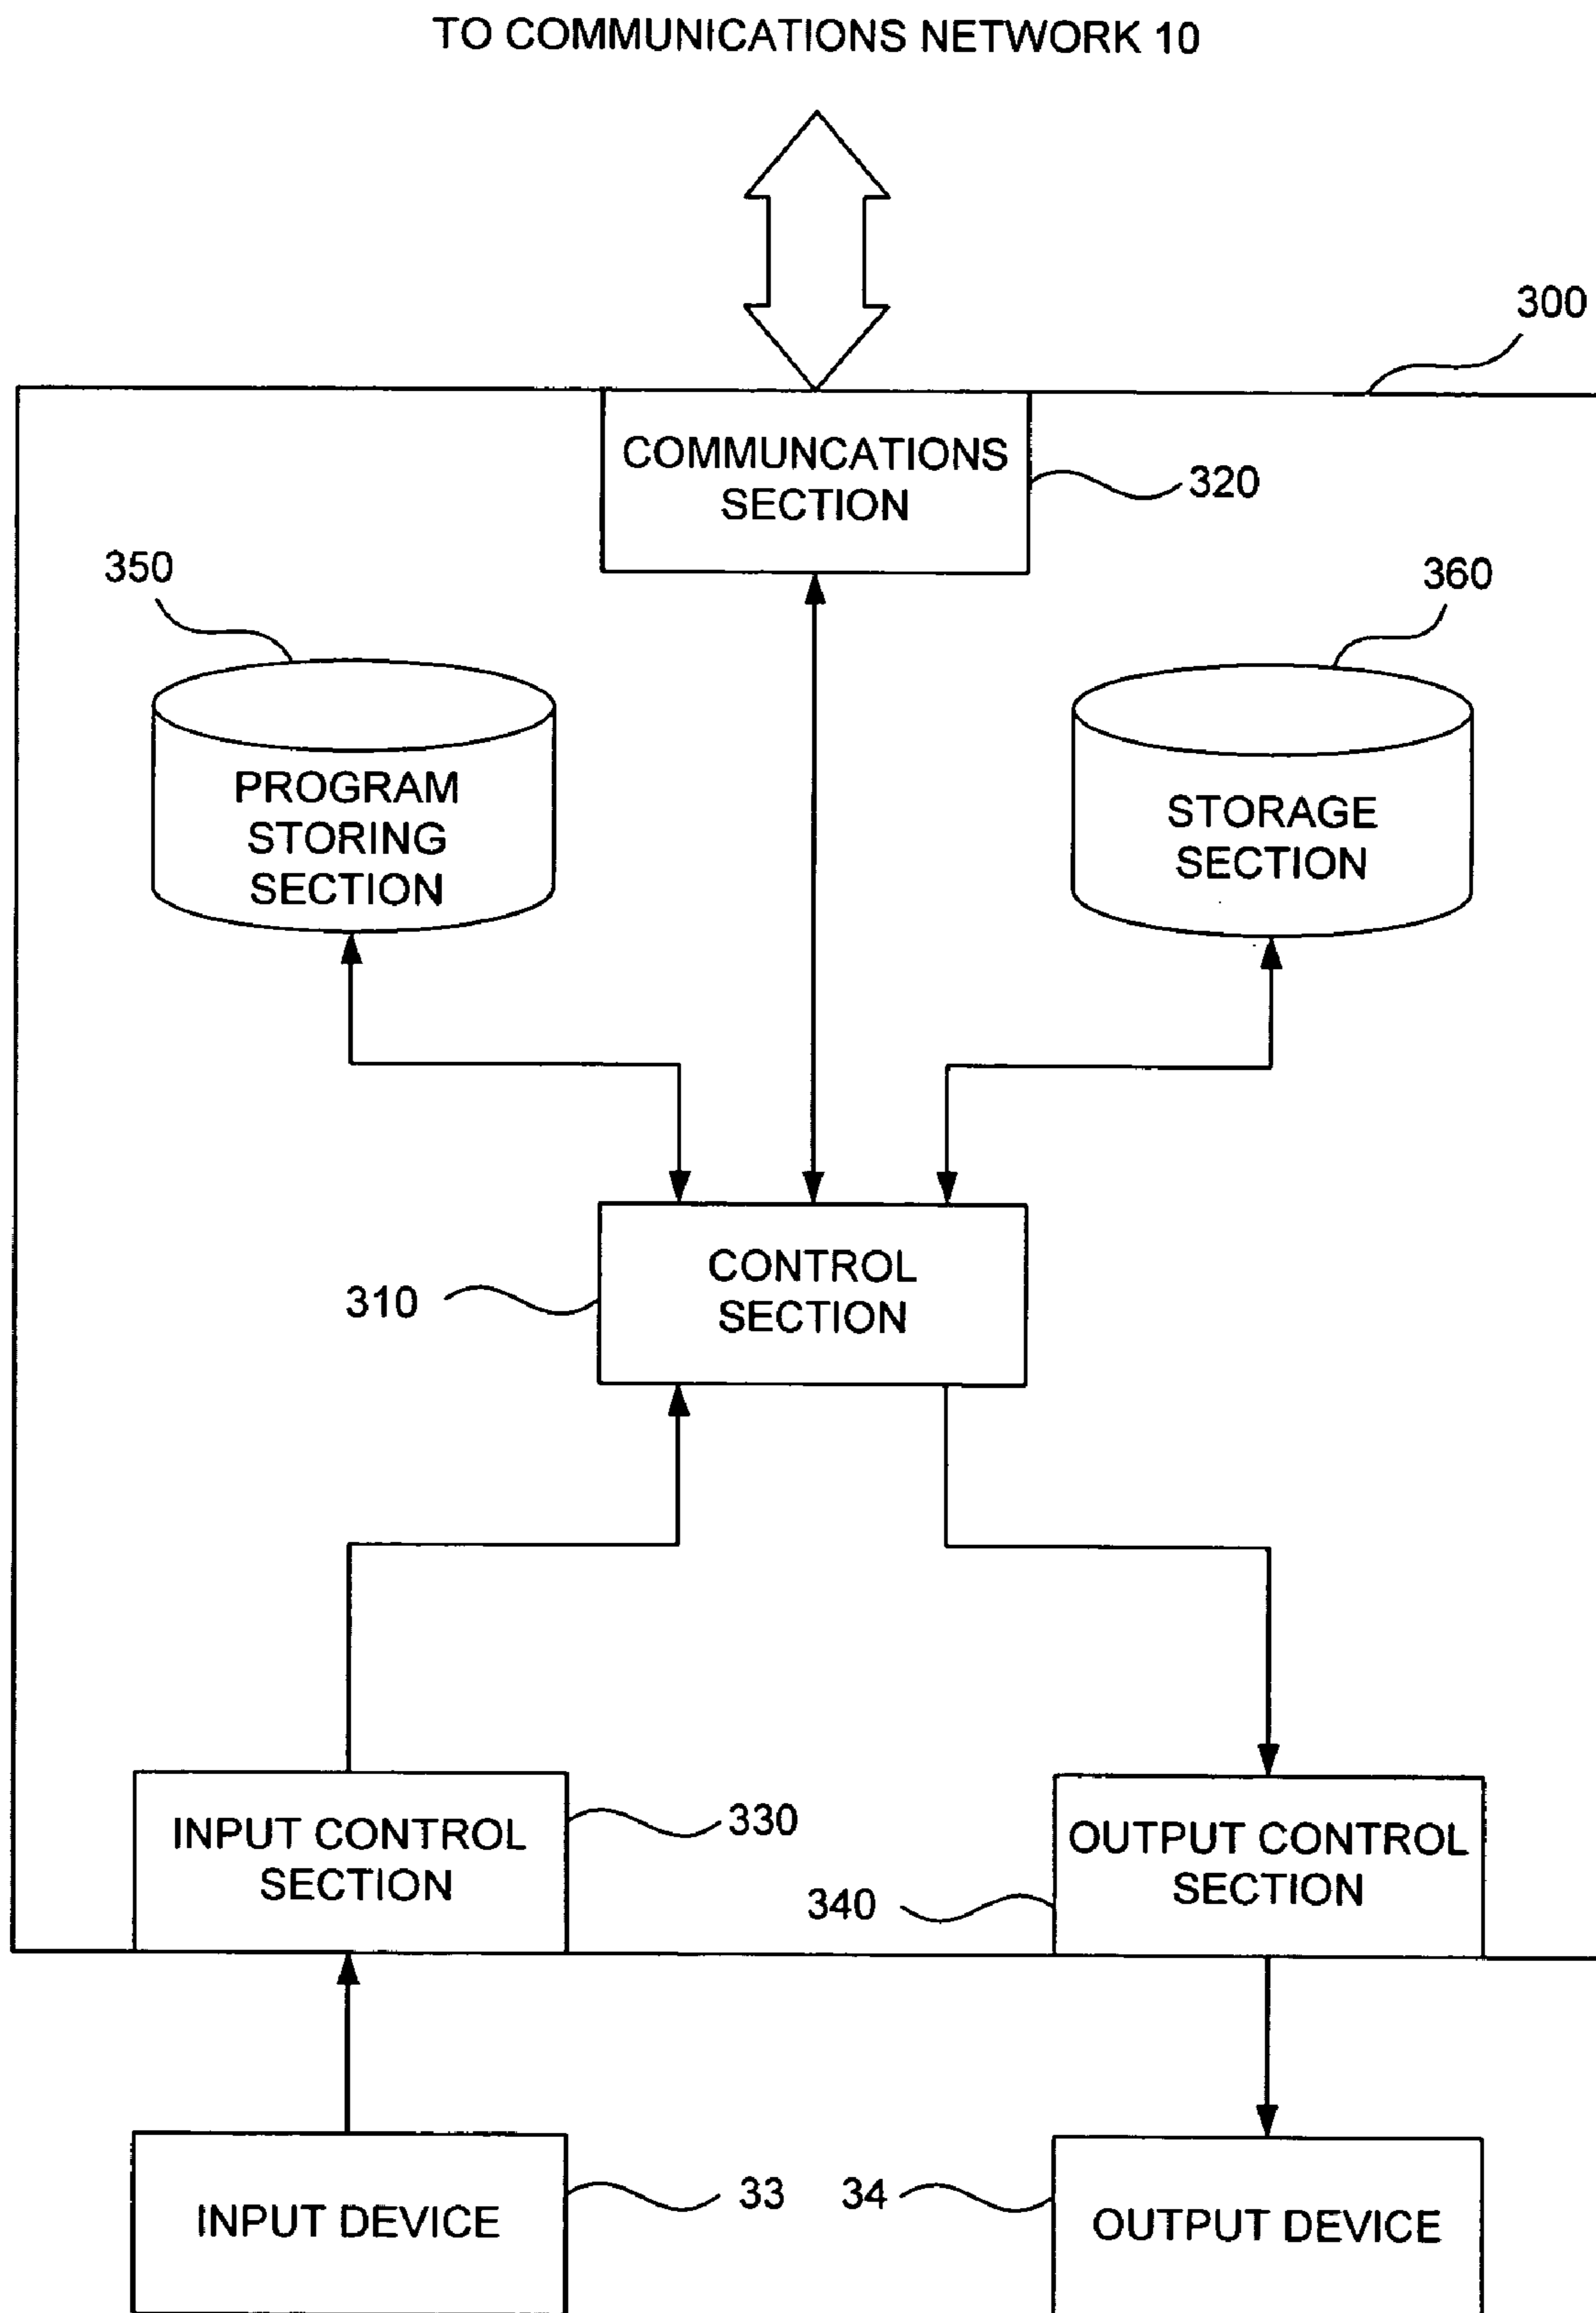 TO COMMUNICATIONS NETWORK 10
300
COMMUNCATIONS
SECTION
320
350
360
PROGRAM
STORING
SECTION
STORAGE
SECTION
CONTROL
SECTION
310
INPUT CONTROL
SECTION
330
OUTPUT CONTROL
SECTION
340
INPUT DEVICE
33
34
OUTPUT DEVICE